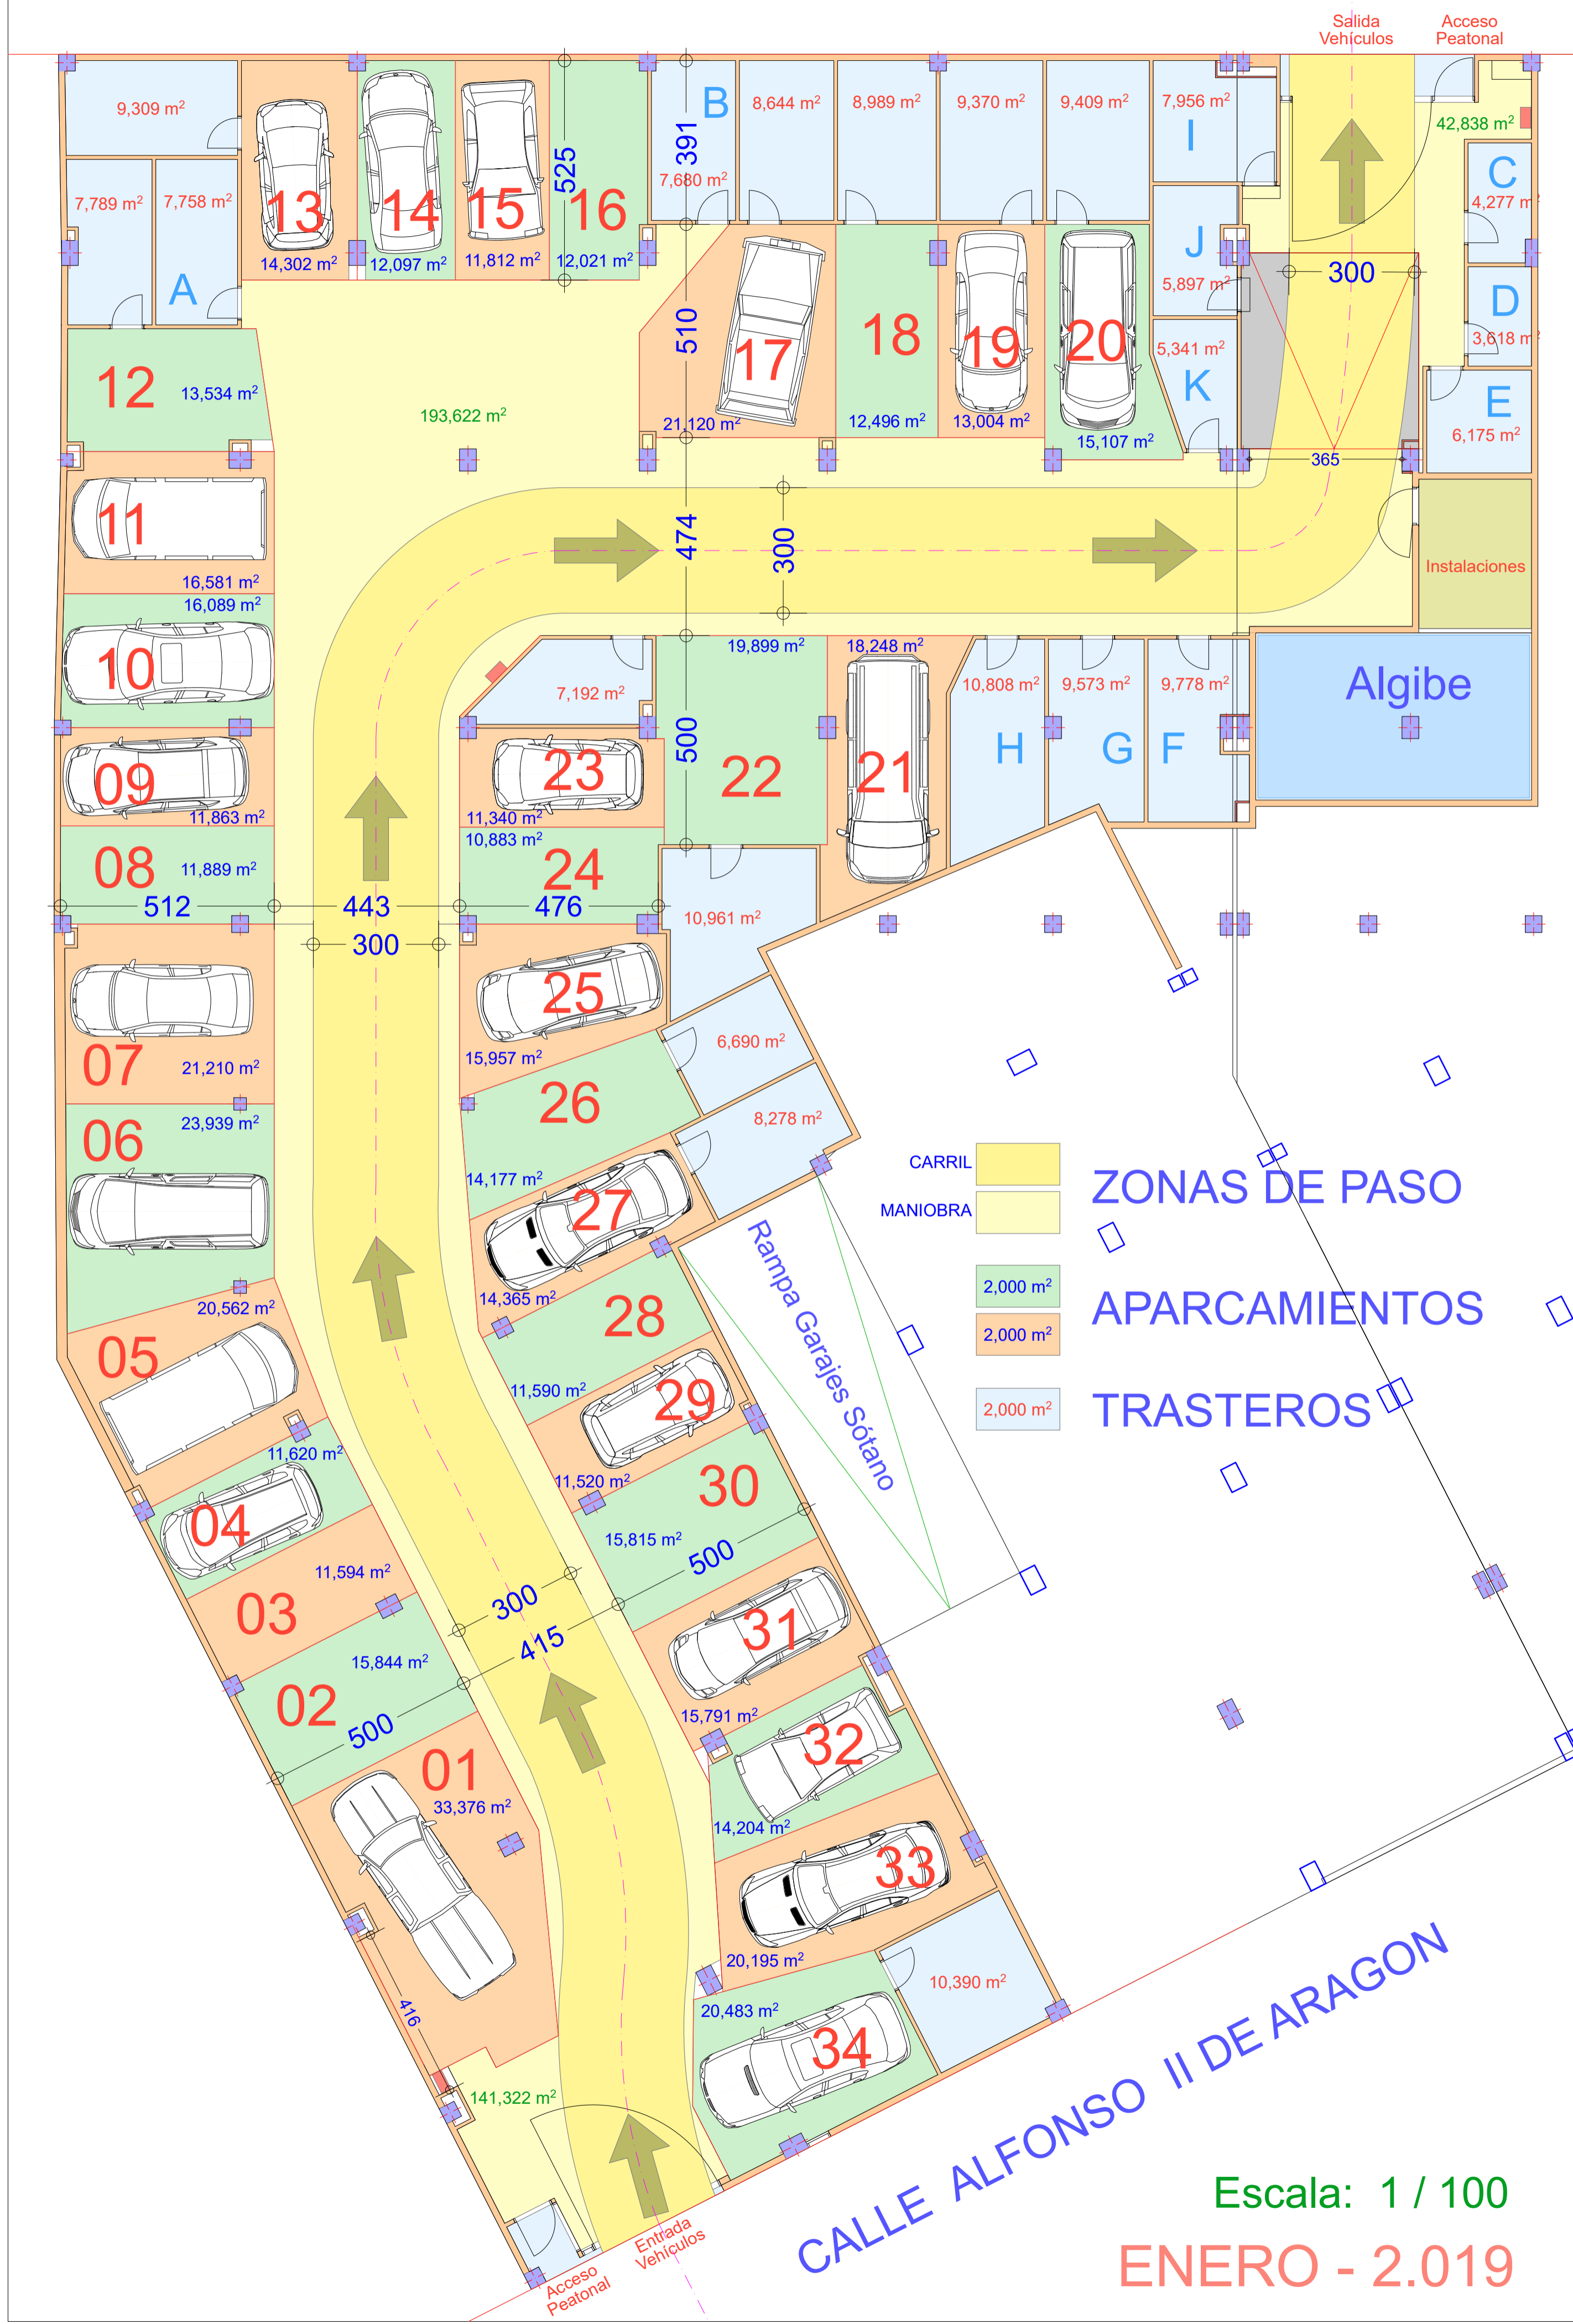 Salida
Vehículos
Acceso
Peatonal
9,309 m²
13
14,302 m²
14
12,097 m²
15
11,812 m²
525
16
12,021 m²
391
B
7,680 m²
8,644 m²
8,989 m²
9,370 m²
9,409 m²
7,956 m²
I
42,838 m²
C
4,277 m²
7,789 m²
7,758 m²
A
J
5,897 m²
300
D
3,618 m²
12
13,534 m²
193,622 m²
510
17
21,120 m²
18
12,496 m²
19
13,004 m²
20
15,107 m²
5,341 m²
K
E
6,175 m²
365
11
16,581 m²
474
300
Instalaciones
16,089 m²
10
7,192 m²
19,899 m²
22
500
18,248 m²
21
10,808 m²
H
9,573 m²
G
9,778 m²
F
Algibe
09
11,863 m²
23
11,340 m²
08
11,889 m²
10,883 m²
24
512
443
476
300
10,961 m²
07
21,210 m²
25
15,957 m²
6,690 m²
06
23,939 m²
26
14,177 m²
8,278 m²
27
14,365 m²
CARRIL
MANIOBRA
ZONAS DE PASO
2,000 m²
2,000 m²
APARCAMIENTOS
2,000 m²
TRASTEROS
Rampa Garajes Sótano
20,562 m²
05
28
11,590 m²
29
11,520 m²
11,620 m²
04
30
15,815 m²
500
11,594 m²
03
300
415
15,844 m²
02
500
31
15,791 m²
01
33,376 m²
32
14,204 m²
33
20,195 m²
416
10,390 m²
20,483 m²
34
141,322 m²
CALLE ALFONSO II DE ARAGON
Entrada
Vehículos
Acceso
Peatonal
Escala: 1 / 100
ENERO - 2.019